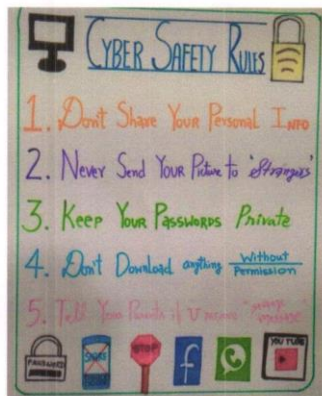 CYBER SAFETY RULES
1. Don't Share Your Personal Info
2. Never Send Your Picture to "Strangers"
3. Keep Your Passwords Private
4. Don't Download anything Without Permission
5. Tell Your Parents if U receive
PASSWORD
SHARE
STOP
f
YOU TUBE